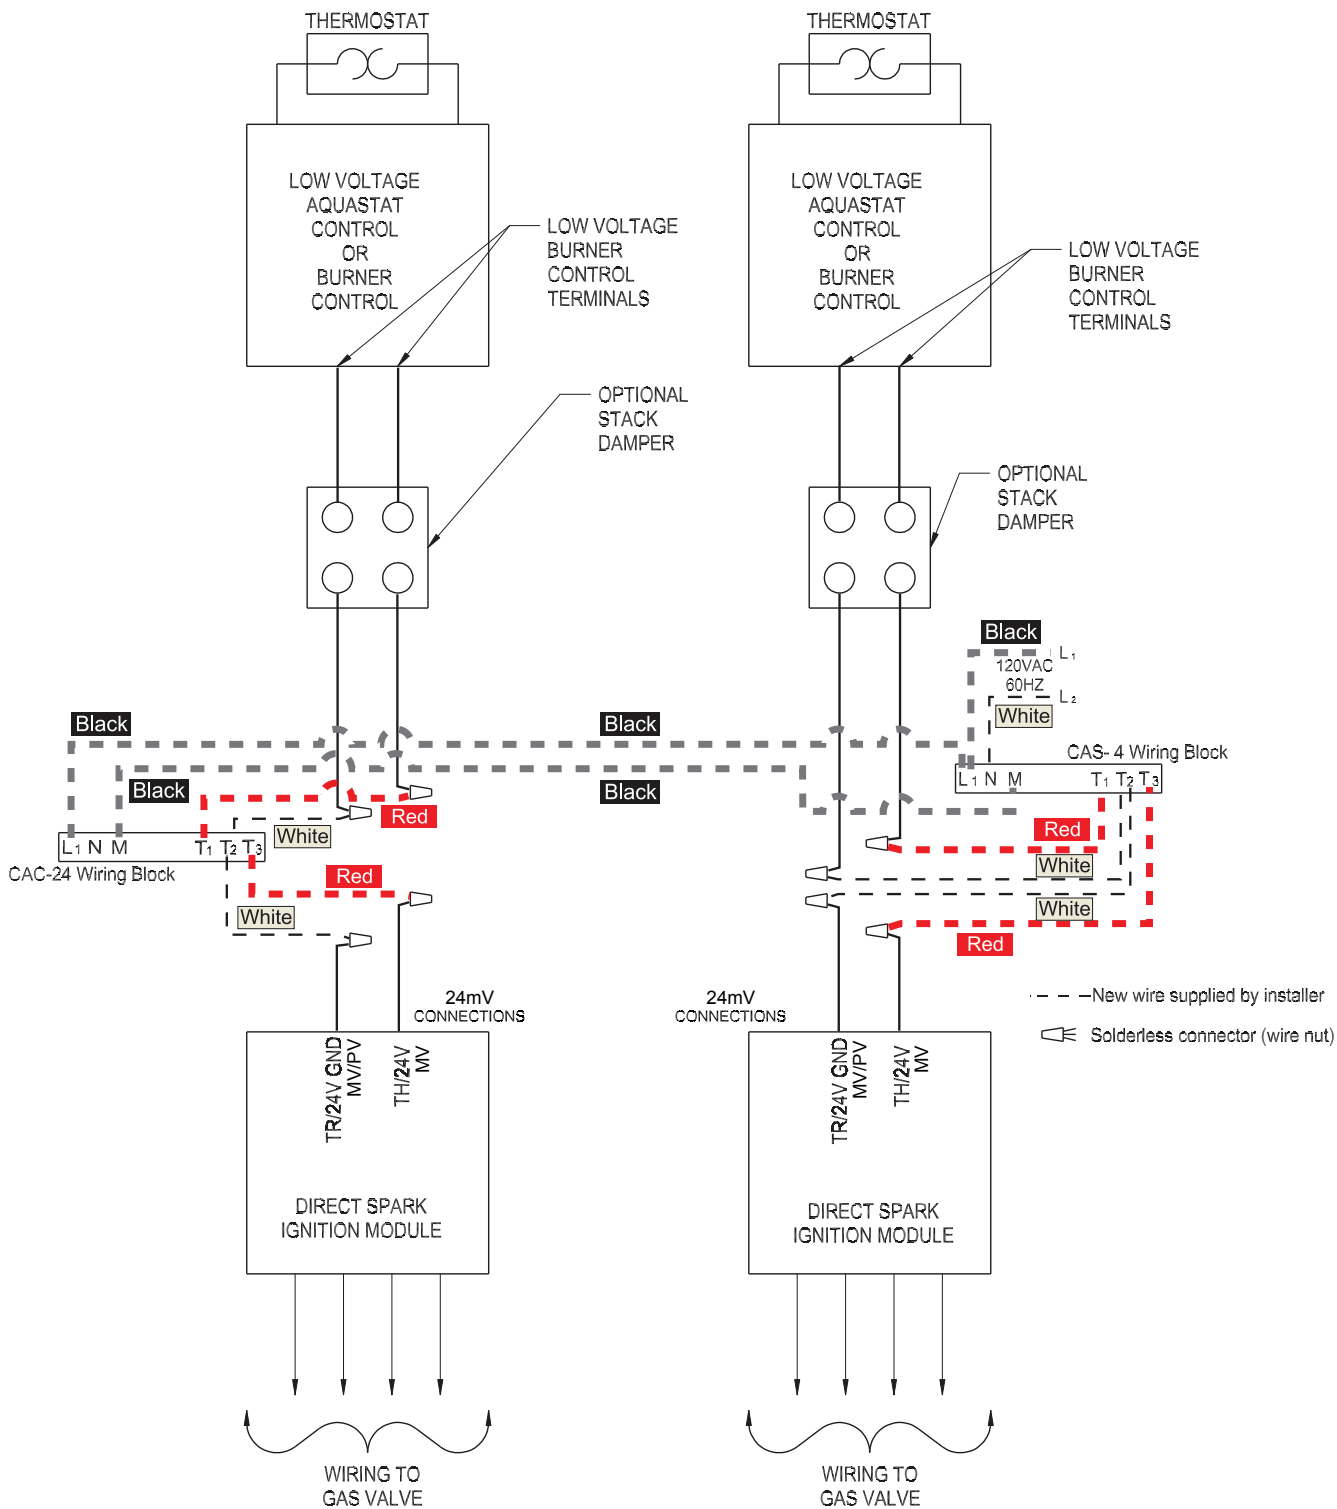 THERMOSTAT
THERMOSTAT
LOW VOLTAGE
AQUASTAT
CONTROL
OR
BURNER
CONTROL
LOW VOLTAGE
BURNER
CONTROL
TERMINALS
LOW VOLTAGE
AQUASTAT
CONTROL
OR
BURNER
CONTROL
LOW VOLTAGE
BURNER
CONTROL
TERMINALS
OPTIONAL
STACK
DAMPER
OPTIONAL
STACK
DAMPER
Black
L1
120VAC
60HZ
L2
White
Black
Black
CAS- 4 Wiring Block
L1 N M T1 T2 T3
Black
Black
Red
Red
White
White
L1 N M T1 T2 T3
CAC-24 Wiring Block
Red
White
White
Red
24mV
CONNECTIONS
24mV
CONNECTIONS
New wire supplied by installer
Solderless connector (wire nut)
TR/24V GND
MV/PV
TH/24V
MV
TR/24V GND
MV/PV
TH/24V
MV
DIRECT SPARK
IGNITION MODULE
DIRECT SPARK
IGNITION MODULE
WIRING TO
GAS VALVE
WIRING TO
GAS VALVE